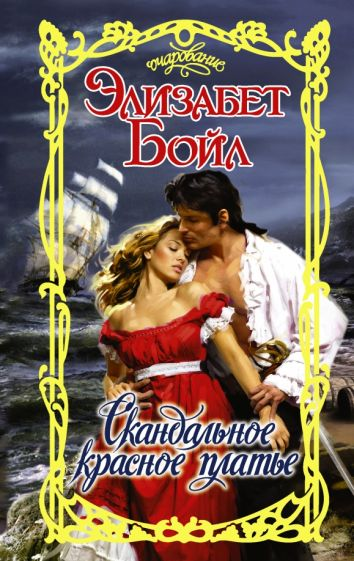 очарование
Элизабет
Бойл
Скандальное
красное платье